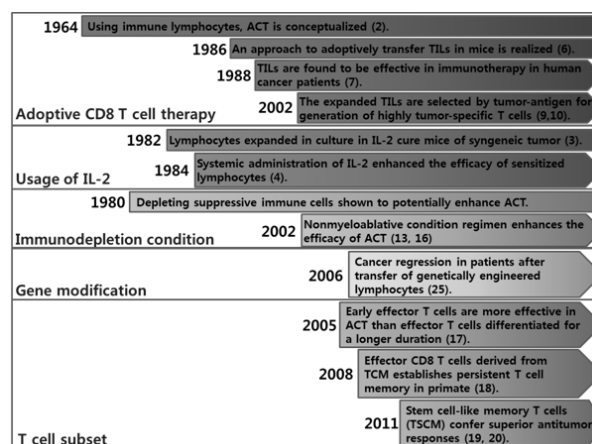 1964 Using immune lymphocytes, ACT is conceptualized (2).
1986 An approach to adoptively transfer TILs in mice is realized (6).
1988 TILs are found to be effective in immunotherapy in human
cancer patients (7).
2002 The expanded TILs are selected by tumor-antigen for
generation of highly tumor-specific T cells (9,10).
Adoptive CD8 T cell therapy
1982 Lymphocytes expanded in culture in IL-2 cure mice of syngeneic tumor (3).
1984 Systemic administration of IL-2 enhanced the efficacy of sensitized
lymphocytes (4).
Usage of IL-2
1980 Depleting suppressive immune cells shown to potentially enhance ACT.
2002 Nonmyeloablative condition regimen enhances the
efficacy of ACT (13, 16)
Immunodepletion condition
2006 Cancer regression in patients after
transfer of genetically engineered
lymphocytes (25).
Gene modification
2005 Early effector T cells are more effective in
ACT than effector T cells differentiated for
a longer duration (17).
2008 Effector CD8 T cells derived from
TCM establishes persistent T cell
memory in primate (18).
2011 Stem cell-like memory T cells
(TSCM) confer superior antitumor
responses (19, 20).
T cell subset